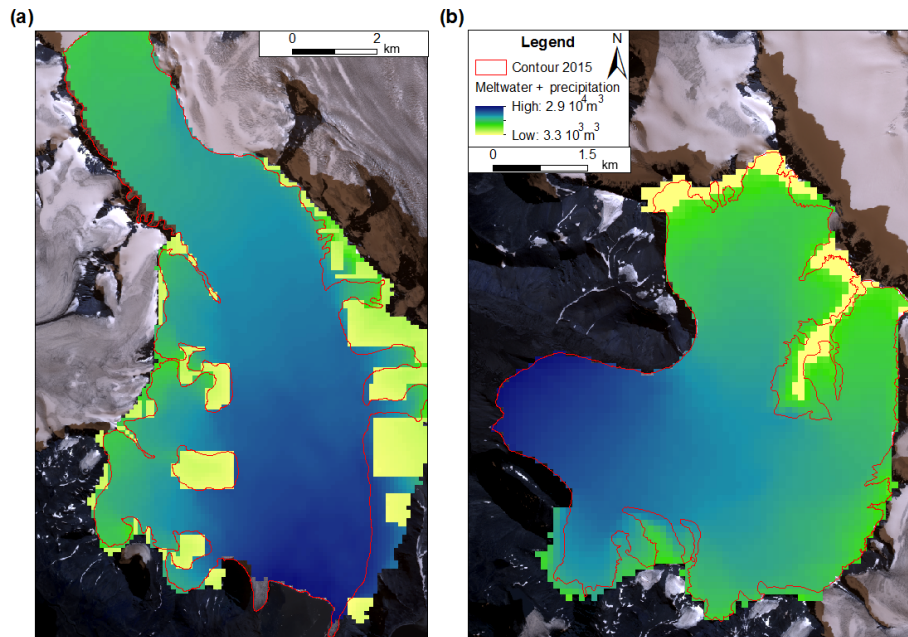 (a)
0 2
km
(b)
Legend
N
Contour 2015
Meltwater + precipitation
High: 2.9 10⁴m³
Low: 3.3 10³m³
0 1.5
km